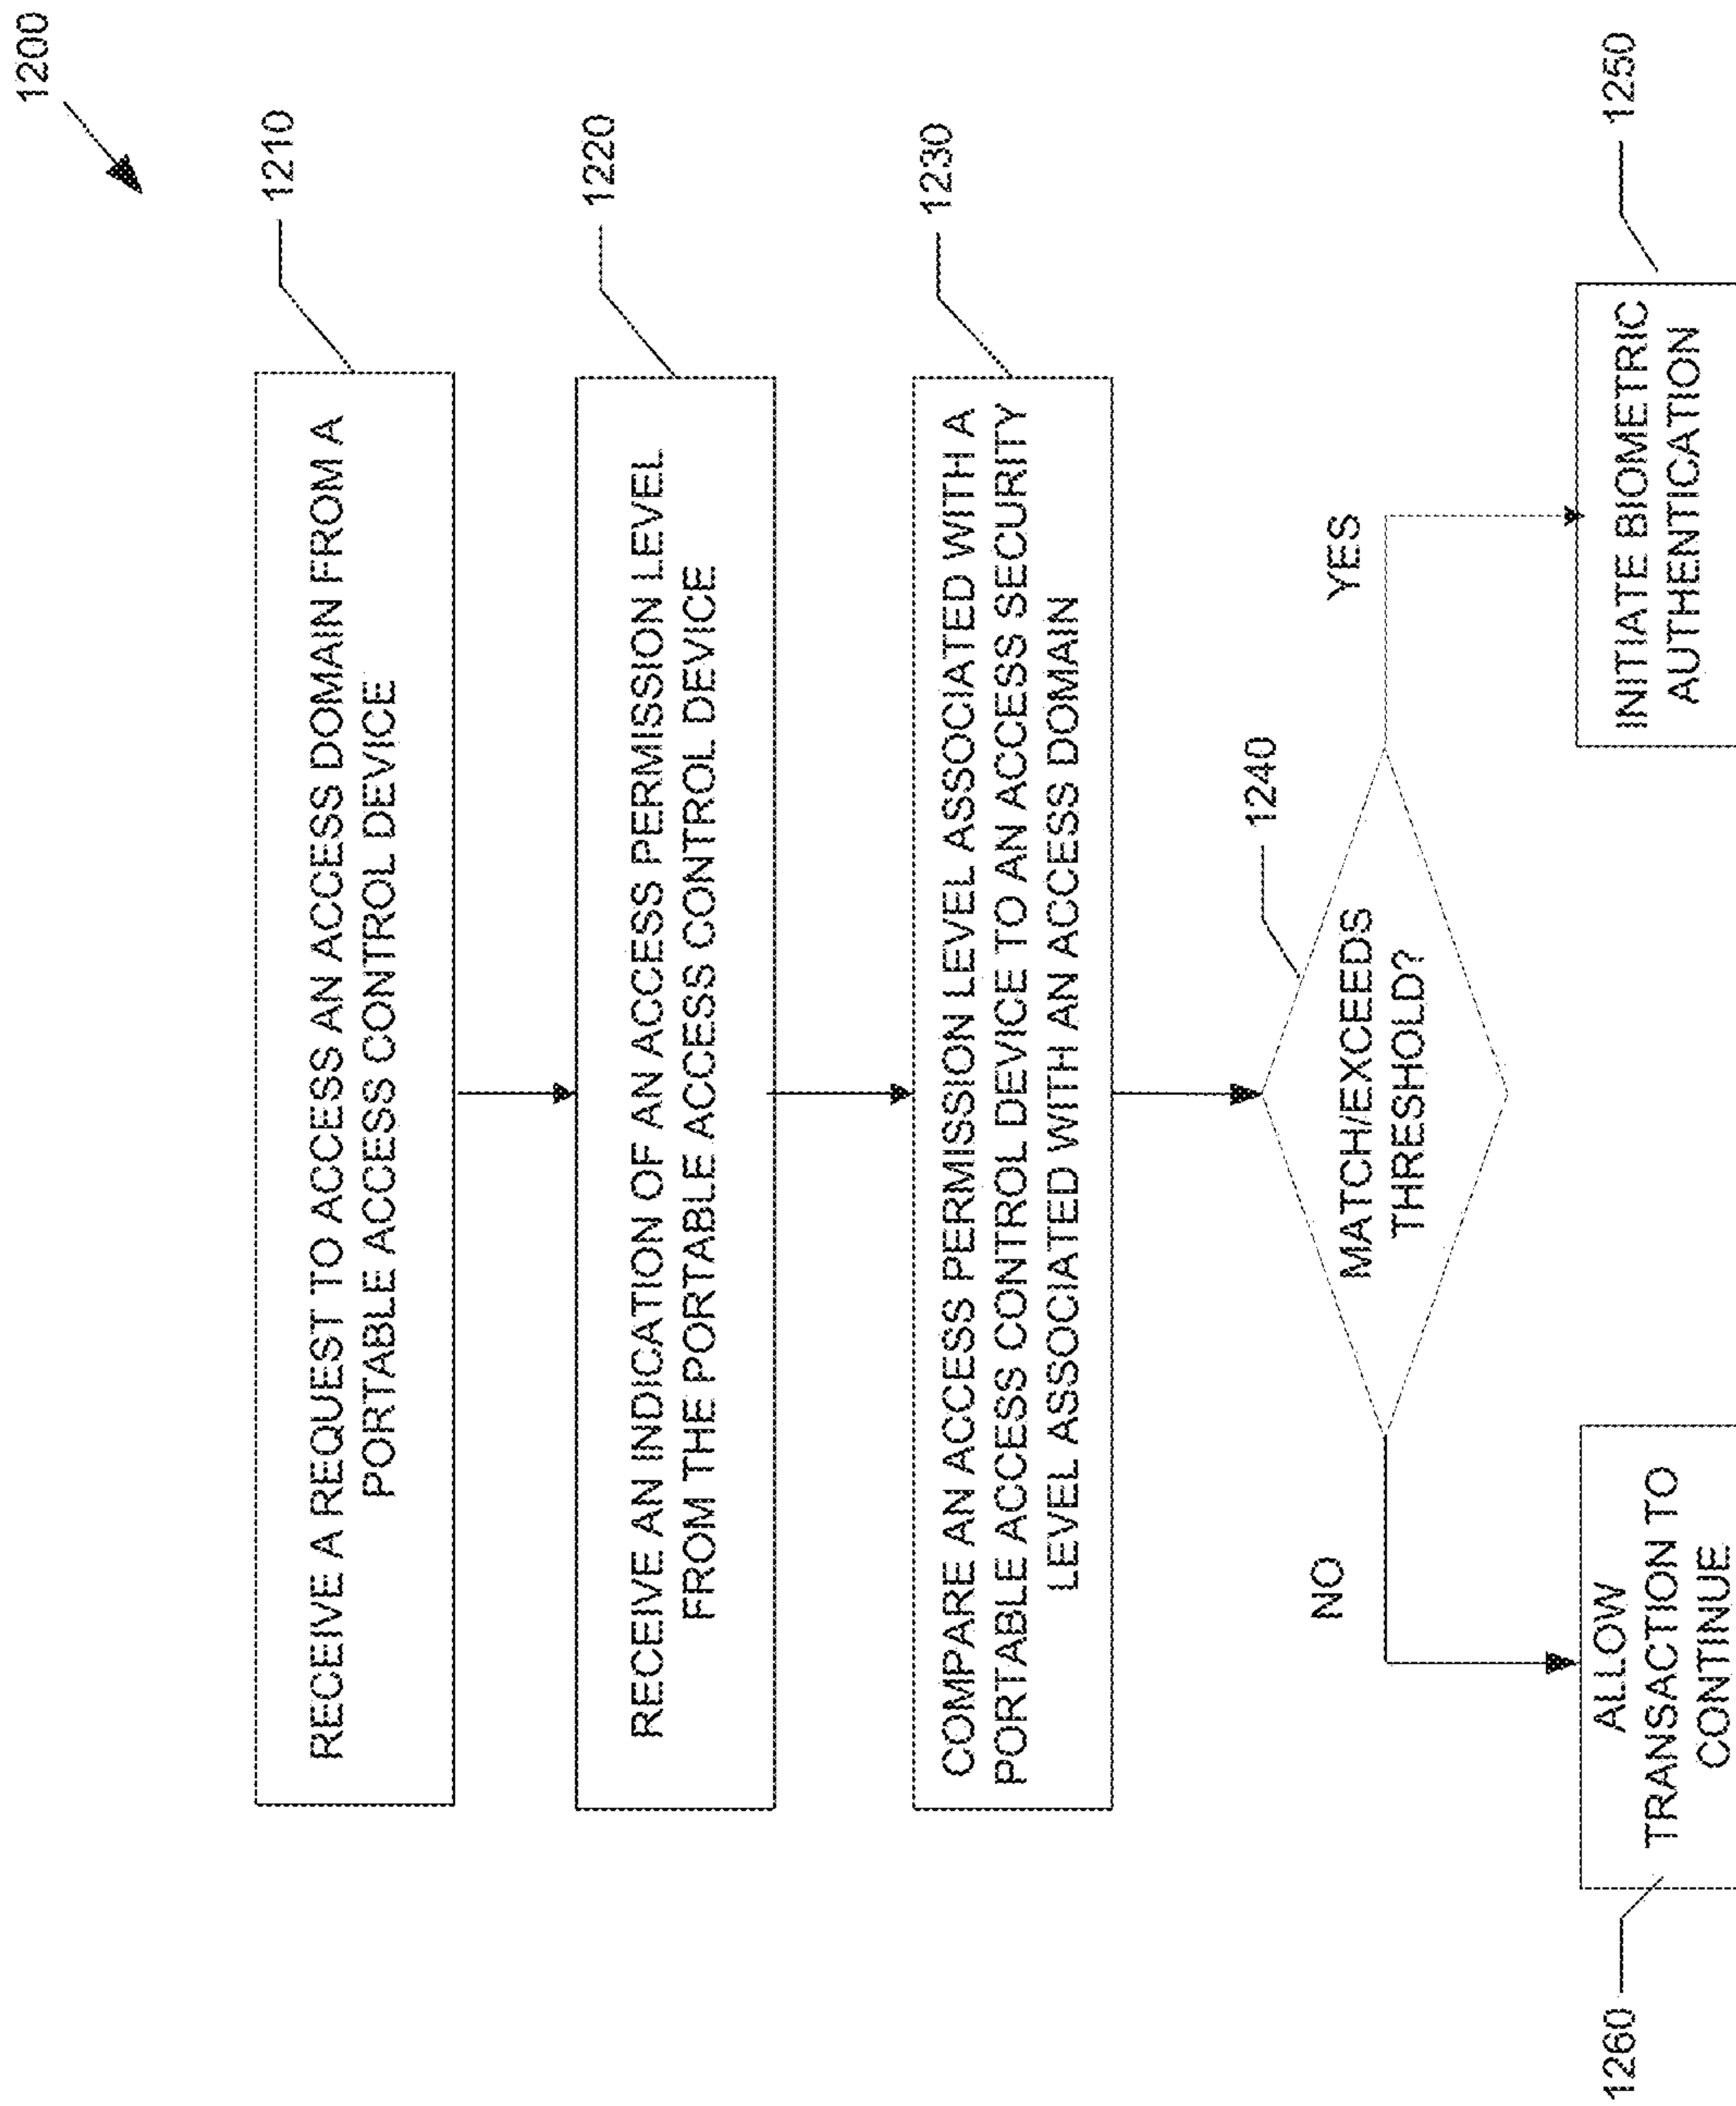 1200
RECEIVE A REQUEST TO ACCESS AN ACCESS DOMAIN FROM A
PORTABLE ACCESS CONTROL DEVICE
1210
RECEIVE AN INDICATION OF AN ACCESS PERMISSION LEVEL
FROM THE PORTABLE ACCESS CONTROL DEVICE
1220
COMPARE AN ACCESS PERMISSION LEVEL ASSOCIATED WITH A
PORTABLE ACCESS CONTROL DEVICE TO AN ACCESS SECURITY
LEVEL ASSOCIATED WITH AN ACCESS DOMAIN
1230
MATCH/EXCEEDS
THRESHOLD?
1240
NO
YES
1260
ALLOW
TRANSACTION TO
CONTINUE
INITIATE BIOMETRIC
AUTHENTICATION
1250